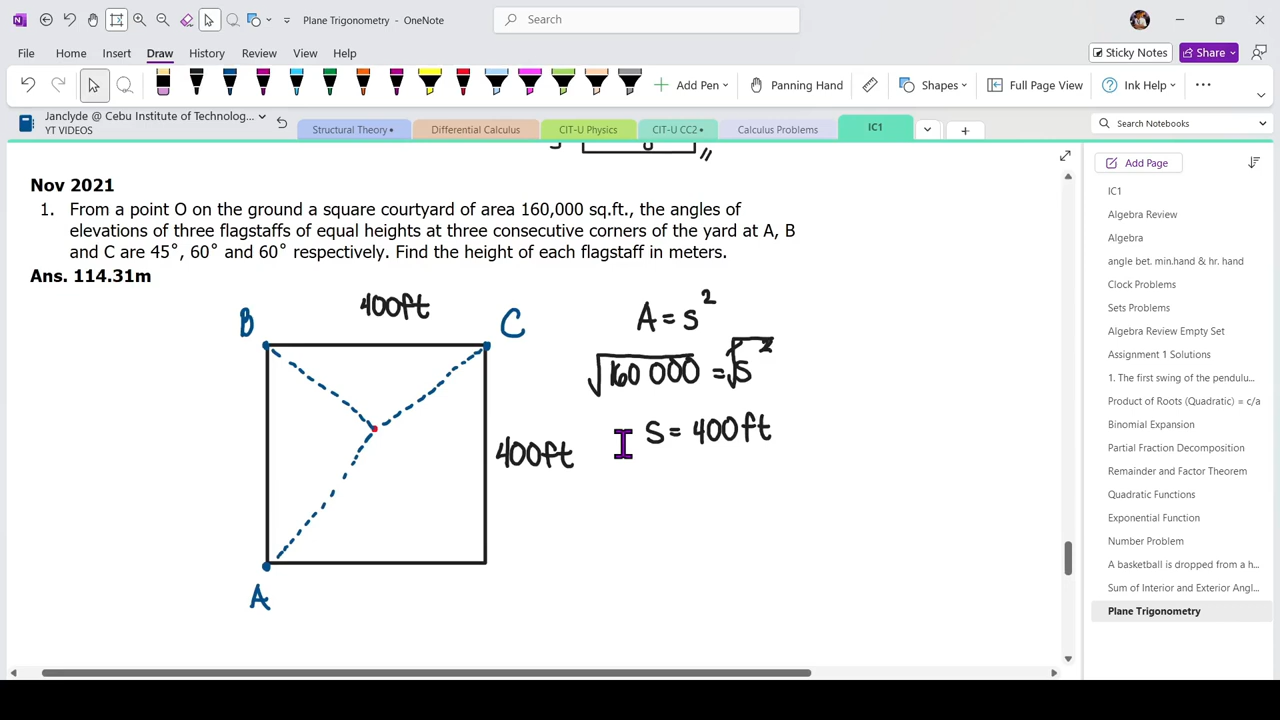 Plane Trigonometry - OneNote
Search
File Home Insert Draw History Review View Help
Sticky Notes
Share
Add Pen
Panning Hand
Shapes
Full Page View
Ink Help
Janclyde @ Cebu Institute of Technolog...
YT VIDEOS
Structural Theory
Differential Calculus
CIT-U Physics
CIT-U CC2
Calculus Problems
IC1
Search Notebooks
Add Page
Nov 2021
1. From a point O on the ground a square courtyard of area 160,000 sq.ft., the angles of
elevations of three flagstaffs of equal heights at three consecutive corners of the yard at A, B
and C are 45°, 60° and 60° respectively. Find the height of each flagstaff in meters.
Ans. 114.31m
400ft
B
C
400ft
A
A = s²
√160 000 = √s²
S = 400ft
IC1
Algebra Review
Algebra
angle bet. min.hand & hr. hand
Clock Problems
Sets Problems
Algebra Review Empty Set
Assignment 1 Solutions
1. The first swing of the pendulu...
Product of Roots (Quadratic) = c/a
Binomial Expansion
Partial Fraction Decomposition
Remainder and Factor Theorem
Quadratic Functions
Exponential Function
Number Problem
A basketball is dropped from a h...
Sum of Interior and Exterior Angl...
Plane Trigonometry